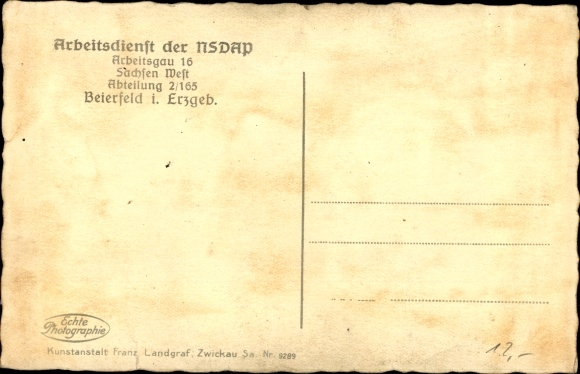 Arbeitsdienst der NSDAP
Arbeitsgau 16
Sachsen West
Abteilung 2/165
Beierfeld i. Erzgeb.
Echte
Photographie
Kunstanstalt Franz Landgraf, Zwickau Sa. Nr. 9289
12,-